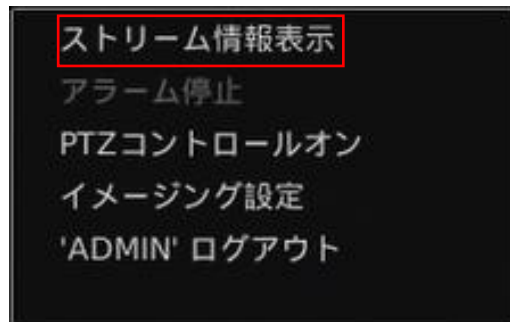 ストリーム情報表示
アラーム停止
PTZコントロールオン
イメージング設定
'ADMIN' ログアウト